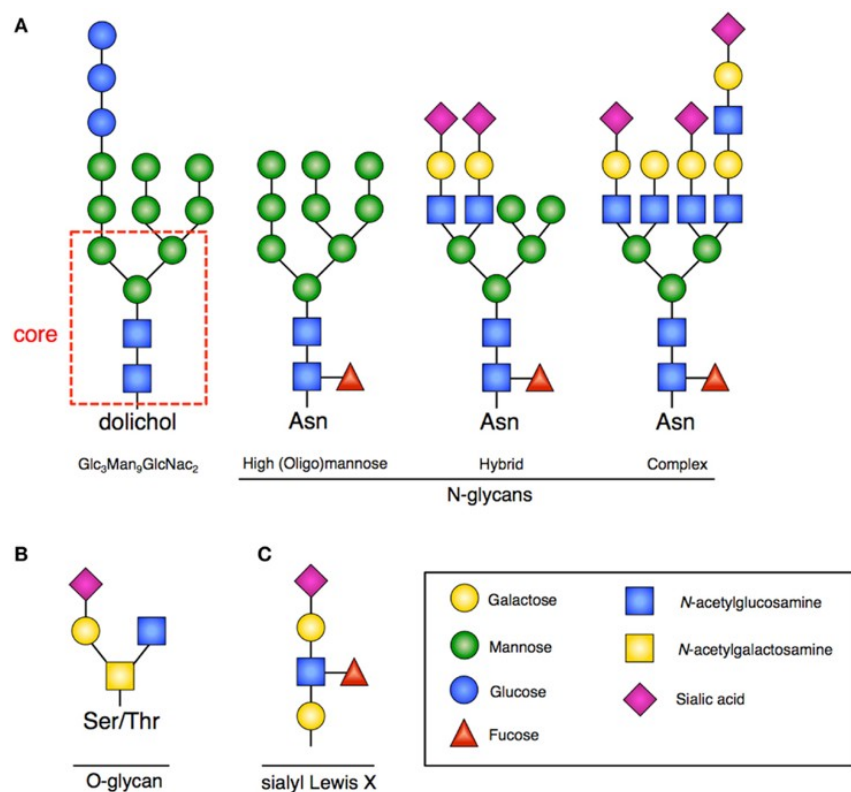 A
core
dolichol
Asn
Asn
Asn
Glc₃Man₉GlcNac₂
High (Oligo)mannose
Hybrid
Complex
N-glycans
B
C
Ser/Thr
O-glycan
sialyl Lewis X
Galactose
Mannose
Glucose
Fucose
N-acetylglucosamine
N-acetylgalactosamine
Sialic acid